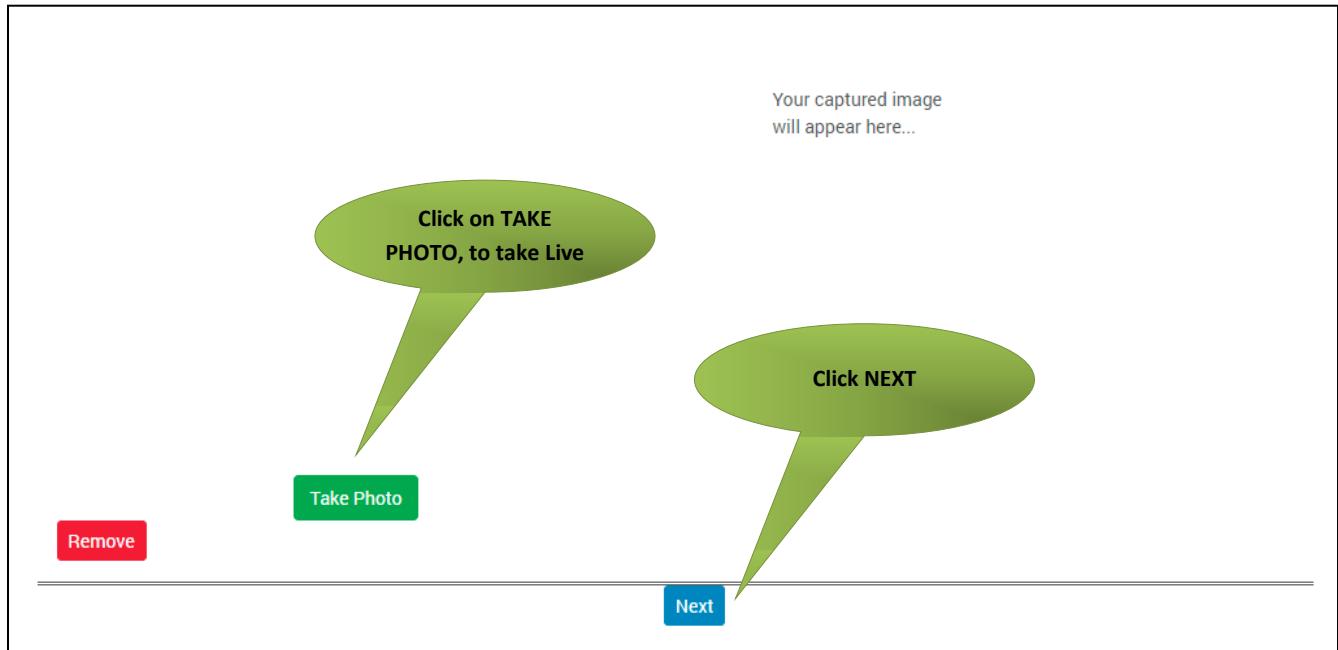 Your captured image
will appear here...
Click on TAKE
PHOTO, to take Live
Click NEXT
Take Photo
Remove
Next